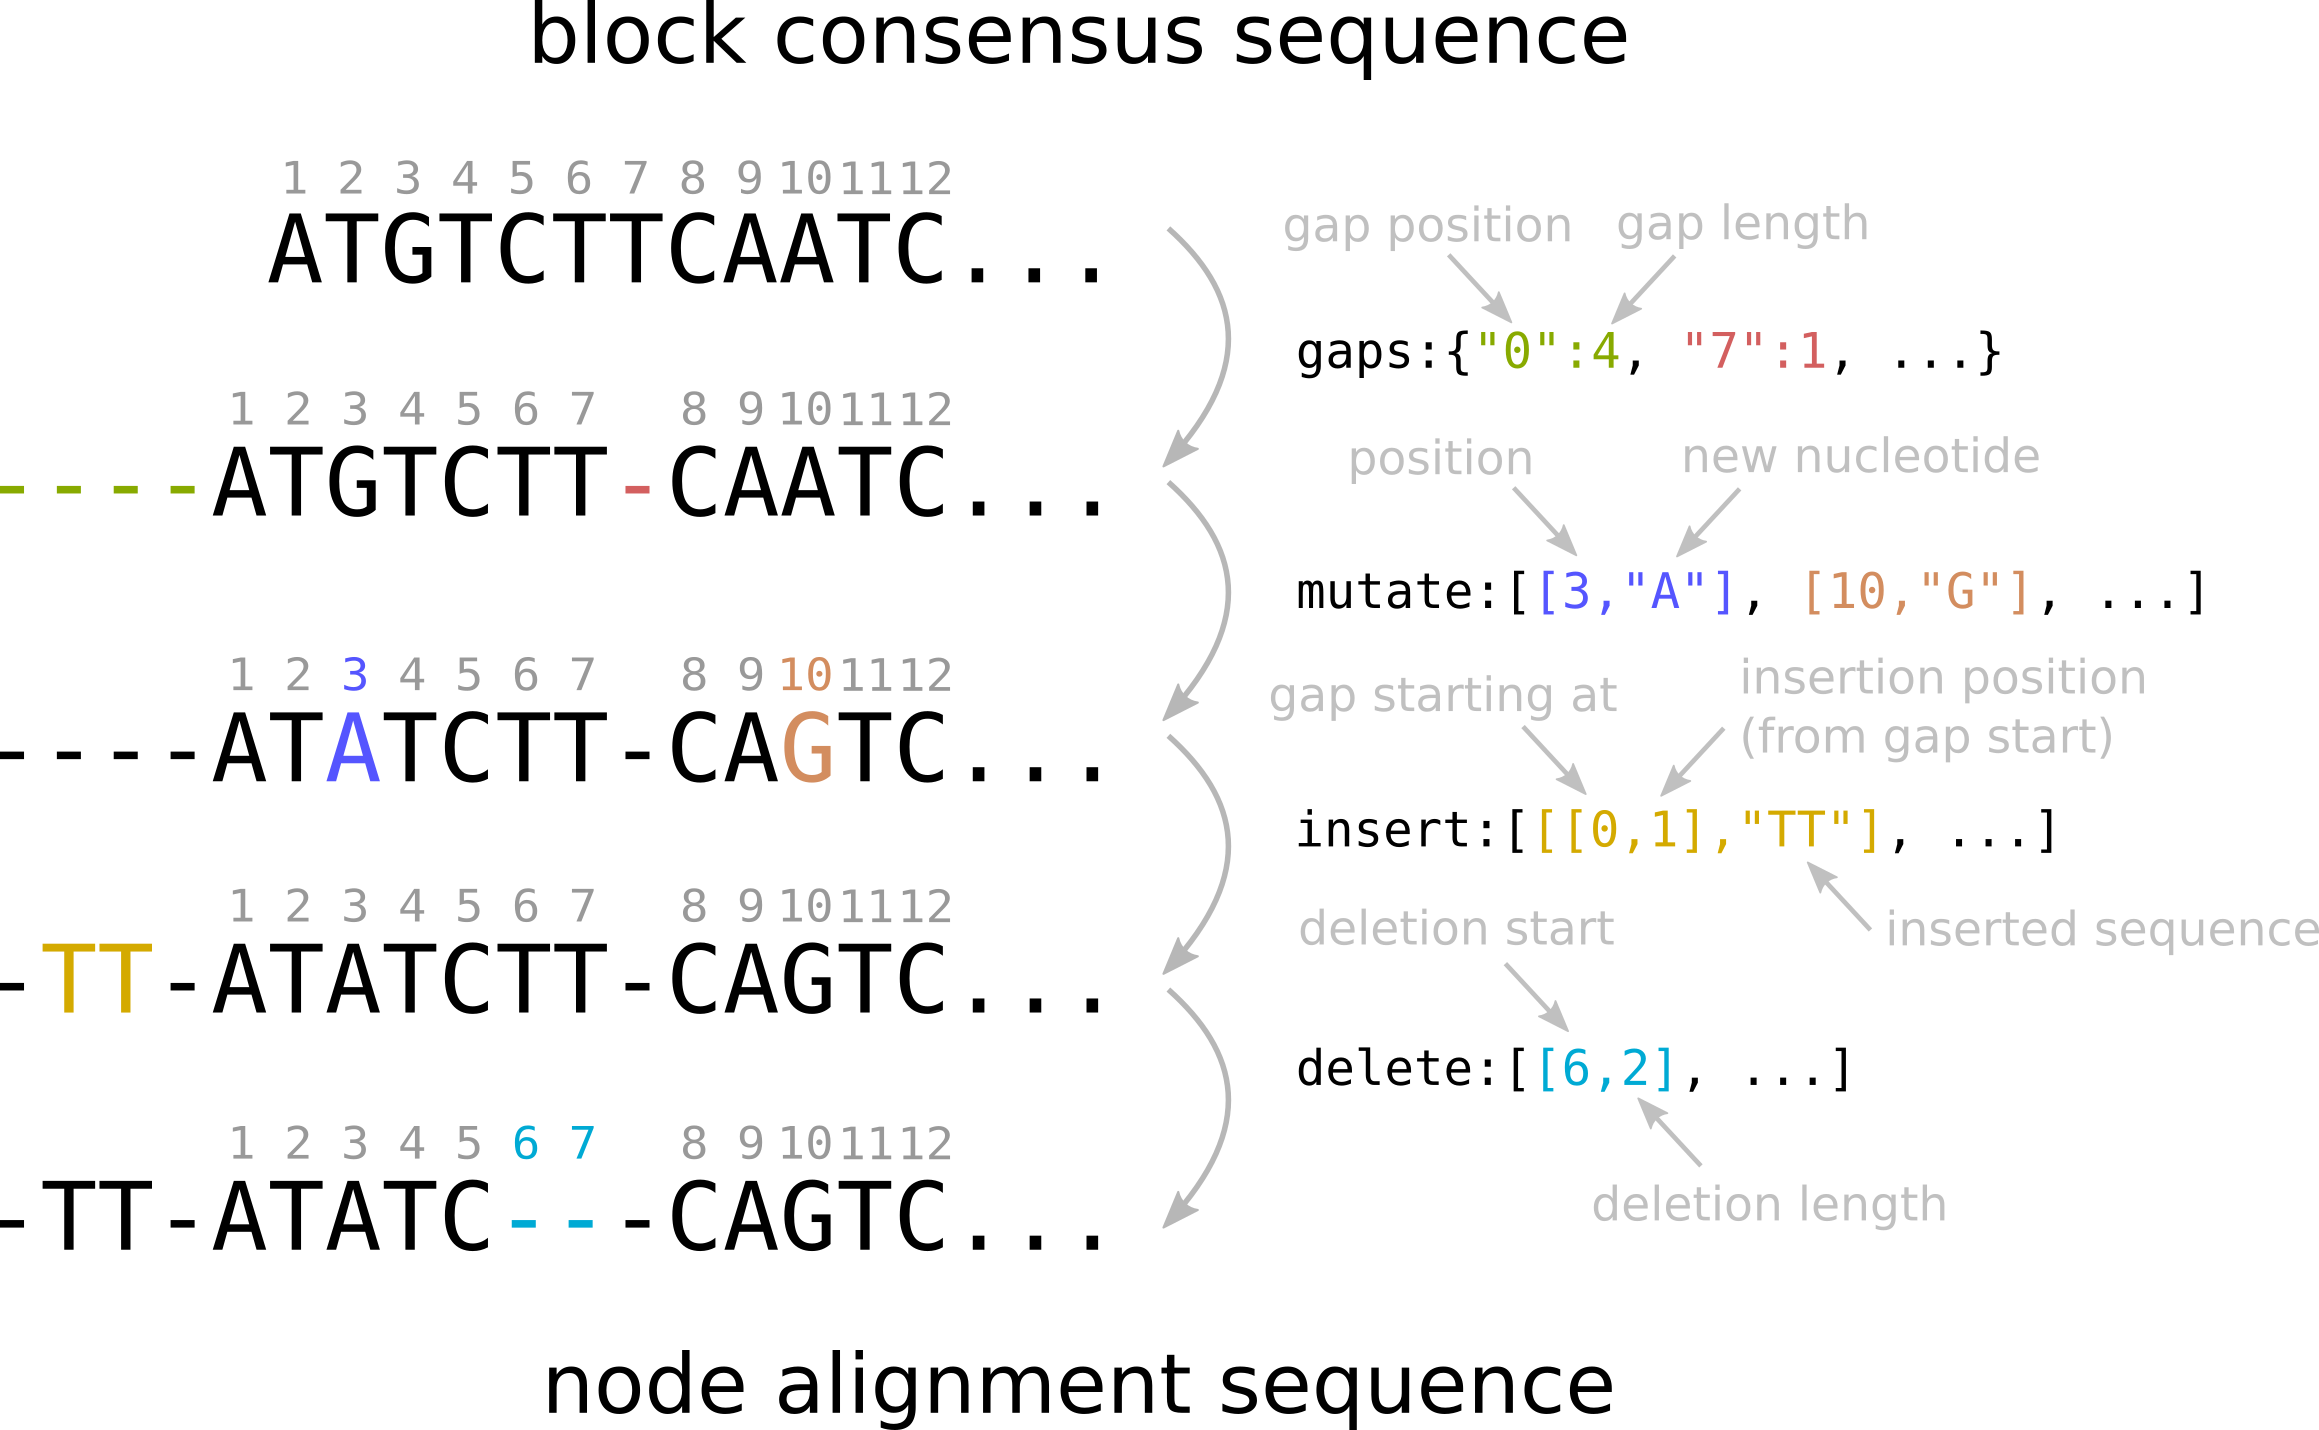 block consensus sequence
1 2 3 4 5 6 7 8 9 10 11 12
ATGTCTTCAATC...
gap position gap length
gaps:{"0":4, "7":1, ...}
1 2 3 4 5 6 7 8 9 10 11 12
----ATGTCTT-CAATC...
position new nucleotide
mutate:[[3,"A"], [10,"G"], ...]
1 2 3 4 5 6 7 8 9 10 11 12
----ATATCTT-CAGTC...
gap starting at
insertion position
(from gap start)
insert:[[[0,1],"TT"], ...]
inserted sequence
1 2 3 4 5 6 7 8 9 10 11 12
-TT-ATATCTT-CAGTC...
deletion start
delete:[[6,2], ...]
deletion length
1 2 3 4 5 6 7 8 9 10 11 12
-TT-ATATC---CAGTC...
node alignment sequence